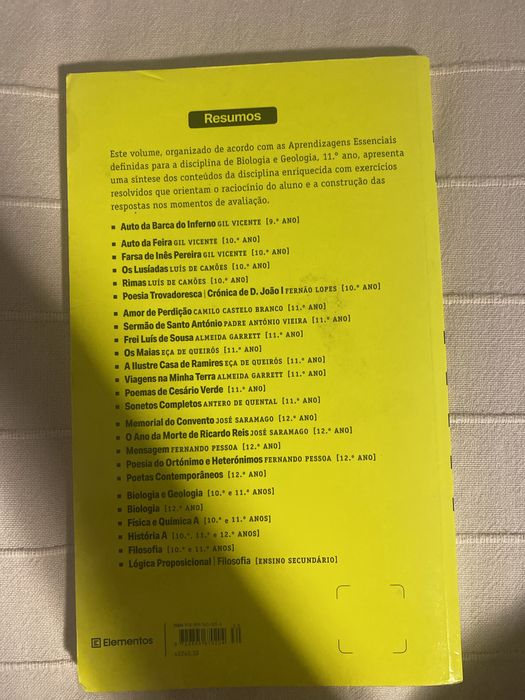 Resumos
Este volume, organizado de acordo com as Aprendizagens Essenciais
definidas para a disciplina de Biologia e Geologia, 11.º ano, apresenta
uma síntese dos conteúdos da disciplina enriquecida com exercícios
resolvidos que orientam o raciocínio do aluno e a construção das
respostas nos momentos de avaliação.
▪ Auto da Barca do Inferno GIL VICENTE [9.º ANO]
▪ Auto da Feira GIL VICENTE [10.º ANO]
▪ Farsa de Inês Pereira GIL VICENTE [10.º ANO]
▪ Os Lusíadas LUÍS DE CAMÕES [10.º ANO]
▪ Rimas LUÍS DE CAMÕES [10.º ANO]
▪ Poesia Trovadoresca | Crónica de D. João I FERNÃO LOPES [10.º ANO]
▪ Amor de Perdição CAMILO CASTELO BRANCO [11.º ANO]
▪ Sermão de Santo António PADRE ANTÓNIO VIEIRA [11.º ANO]
▪ Frei Luís de Sousa ALMEIDA GARRETT [11.º ANO]
▪ Os Maias EÇA DE QUEIRÓS [11.º ANO]
▪ A Ilustre Casa de Ramires EÇA DE QUEIRÓS [11.º ANO]
▪ Viagens na Minha Terra ALMEIDA GARRETT [11.º ANO]
▪ Poemas de Cesário Verde [11.º ANO]
▪ Sonetos Completos ANTERO DE QUENTAL [11.º ANO]
▪ Memorial do Convento JOSÉ SARAMAGO [12.º ANO]
▪ O Ano da Morte de Ricardo Reis JOSÉ SARAMAGO [12.º ANO]
▪ Mensagem FERNANDO PESSOA [12.º ANO]
▪ Poesia do Ortónimo e Heterónimos FERNANDO PESSOA [12.º ANO]
▪ Poetas Contemporâneos [12.º ANO]
▪ Biologia e Geologia [10.º e 11.º ANOS]
▪ Biologia [12.º ANO]
▪ Física e Química A [10.º e 11.º ANOS]
▪ História A [10.º, 11.º e 12.º ANOS]
▪ Filosofia [10.º e 11.º ANOS]
▪ Lógica Proposicional | Filosofia [ENSINO SECUNDÁRIO]
E Elementos
ISBN